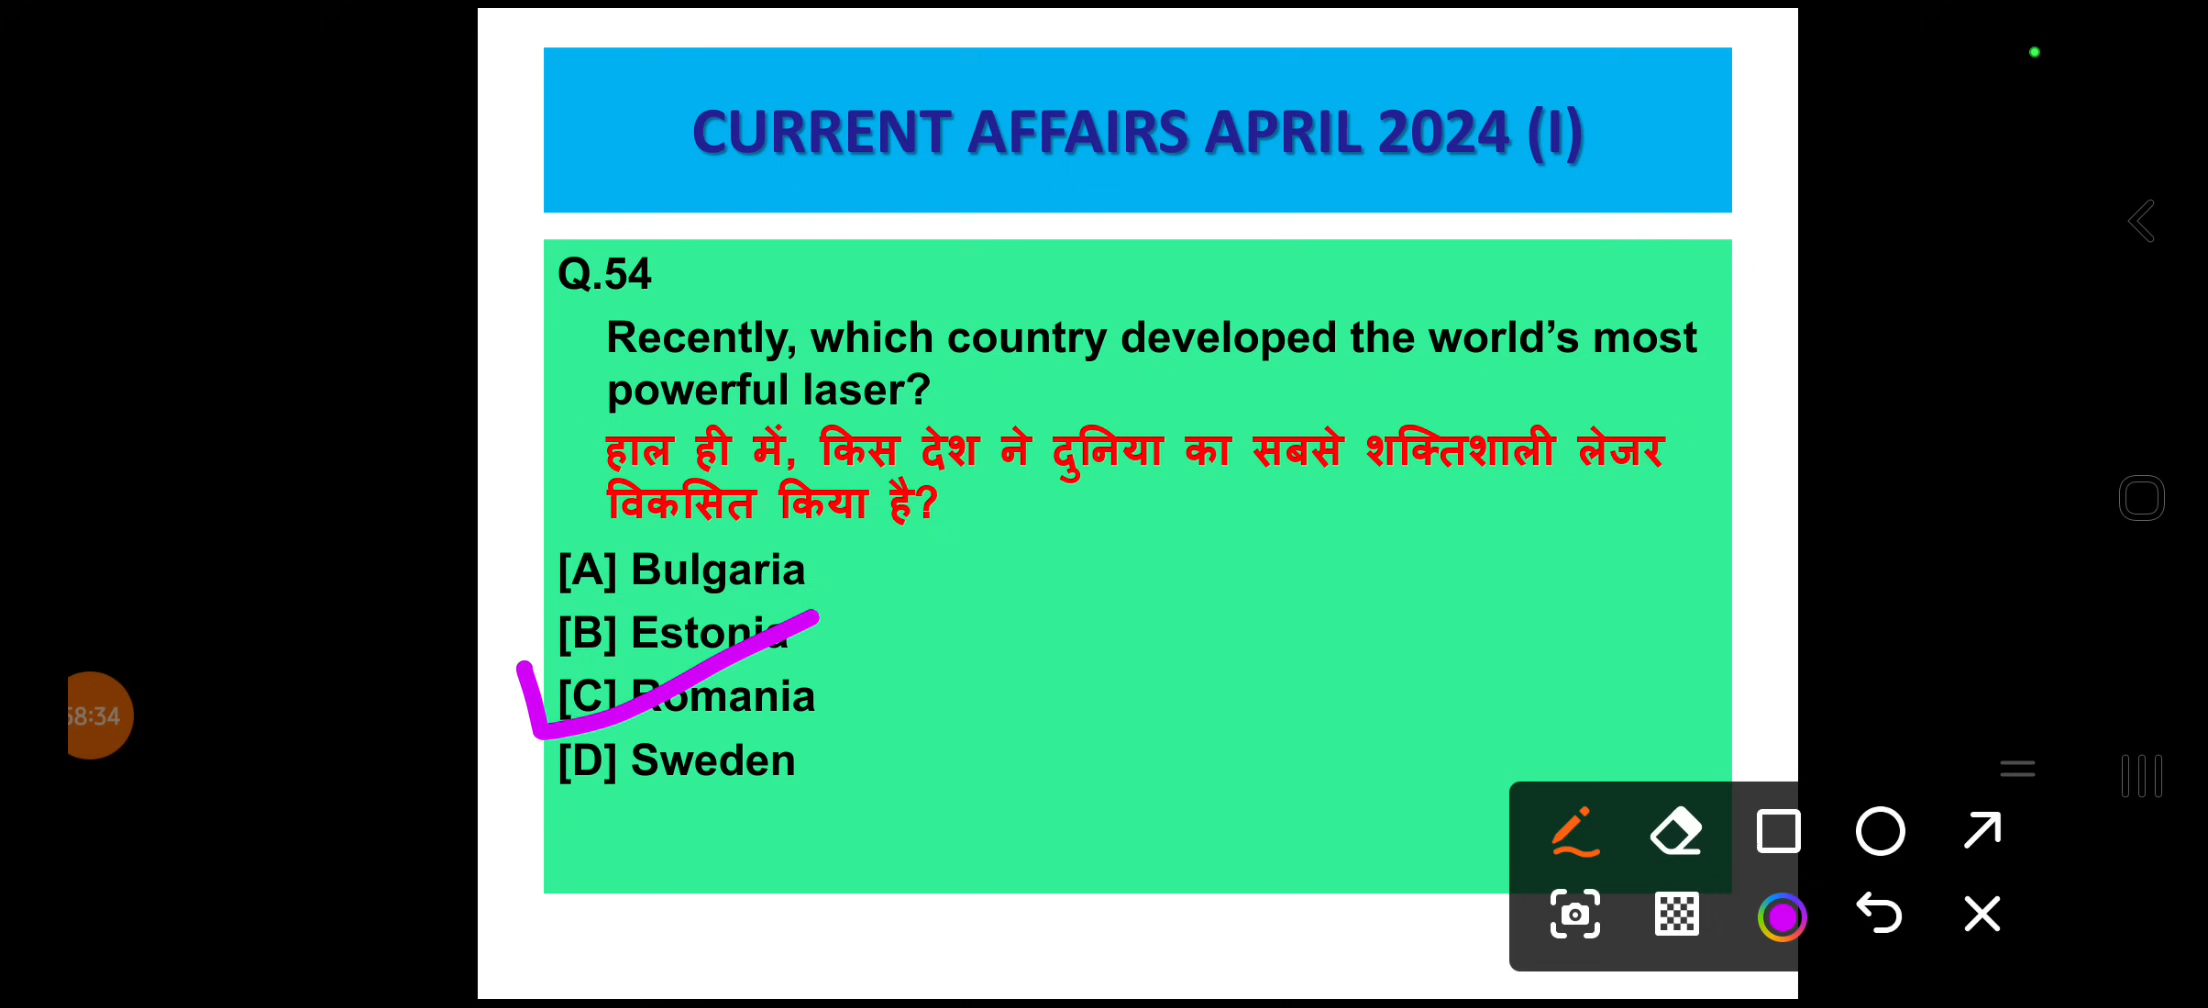 CURRENT AFFAIRS APRIL 2024 (I)
Q.54
Recently, which country developed the world’s most
powerful laser?
हाल ही में, किस देश ने दुनिया का सबसे शक्तिशाली लेजर
विकसित किया है?
[A] Bulgaria
[B] Estonia
[C] Romania
[D] Sweden
58:34